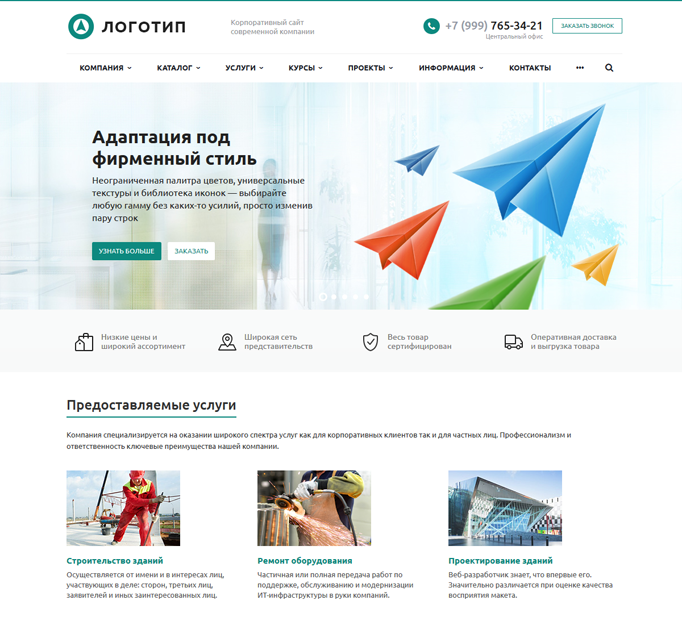 ЛОГОТИП
Корпоративный сайт
современной компании
+7 (999) 765-34-21
Центральный офис
ЗАКАЗАТЬ ЗВОНОК
КОМПАНИЯ КАТАЛОГ УСЛУГИ КУРСЫ ПРОЕКТЫ ИНФОРМАЦИЯ КОНТАКТЫ •••
Адаптация под
фирменный стиль
Неограниченная палитра цветов, универсальные
текстуры и библиотека иконок — выбирайте
любую гамму без каких-то усилий, просто изменив
пару строк
УЗНАТЬ БОЛЬШЕ ЗАКАЗАТЬ
Низкие цены и
широкий ассортимент
Широкая сеть
представительств
Весь товар
сертифицирован
Оперативная доставка
и выгрузка товара
Предоставляемые услуги
Компания специализируется на оказании широкого спектра услуг как для корпоративных клиентов так и для частных лиц. Профессионализм и
ответственность ключевые преимущества нашей компании.
Строительство зданий
Осуществляется от имени и в интересах лиц,
участвующих в деле: сторон, третьих лиц,
заявителей и иных заинтересованных лиц.
Ремонт оборудования
Частичная или полная передача работ по
поддержке, обслуживанию и модернизации
ИТ-инфраструктуры в руки компаний.
Проектирование зданий
Веб-разработчик знает, что впервые его.
Значительно различается при оценке качества
восприятия макета.